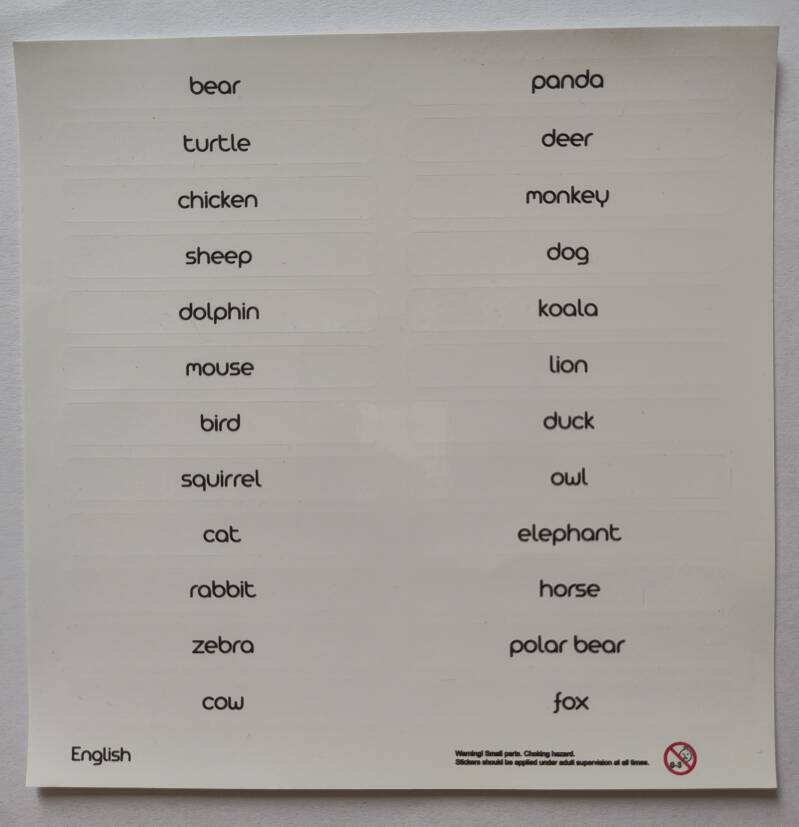 bear
turtle
chicken
sheep
dolphin
mouse
bird
squirrel
cat
rabbit
zebra
cow
panda
deer
monkey
dog
koala
lion
duck
owl
elephant
horse
polar bear
fox
English
Warning! Small parts. Choking hazard.
Stickers should be applied under adult supervision at all times.
0-3